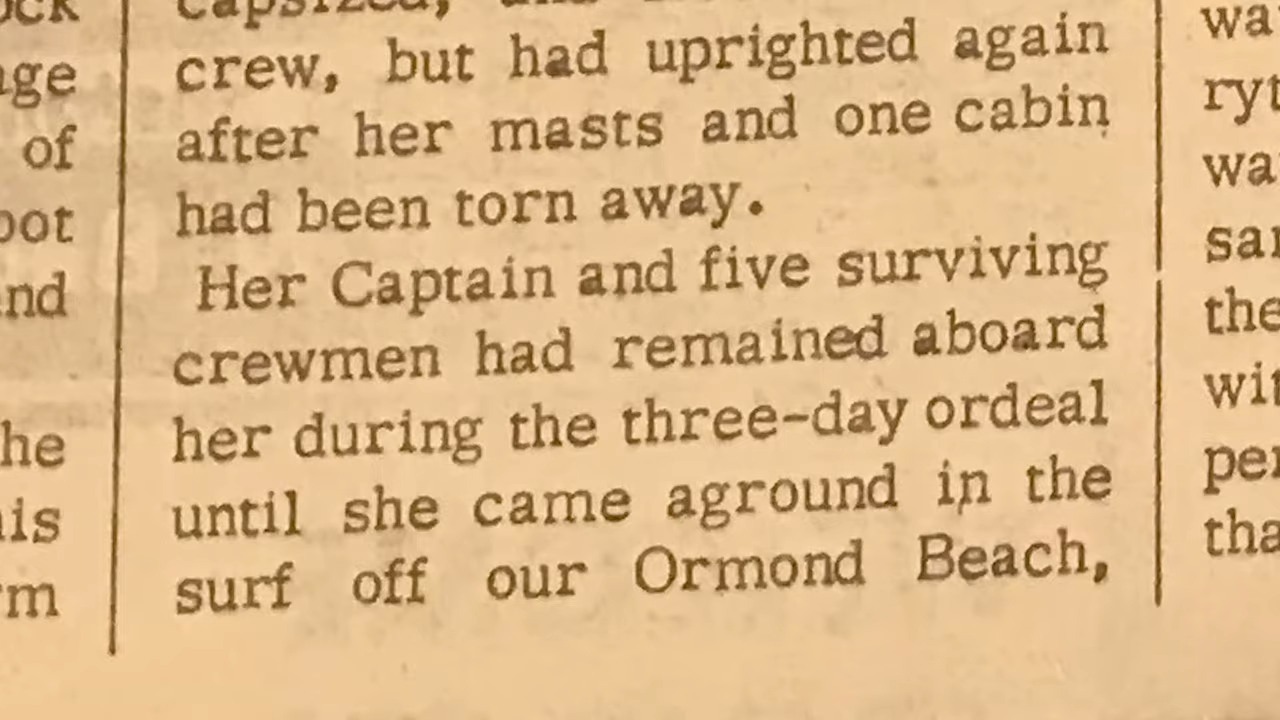 crew, but had uprighted again
after her masts and one cabin
had been torn away.
Her Captain and five surviving
crewmen had remained aboard
her during the three-day ordeal
until she came aground in the
surf off our Ormond Beach,
of